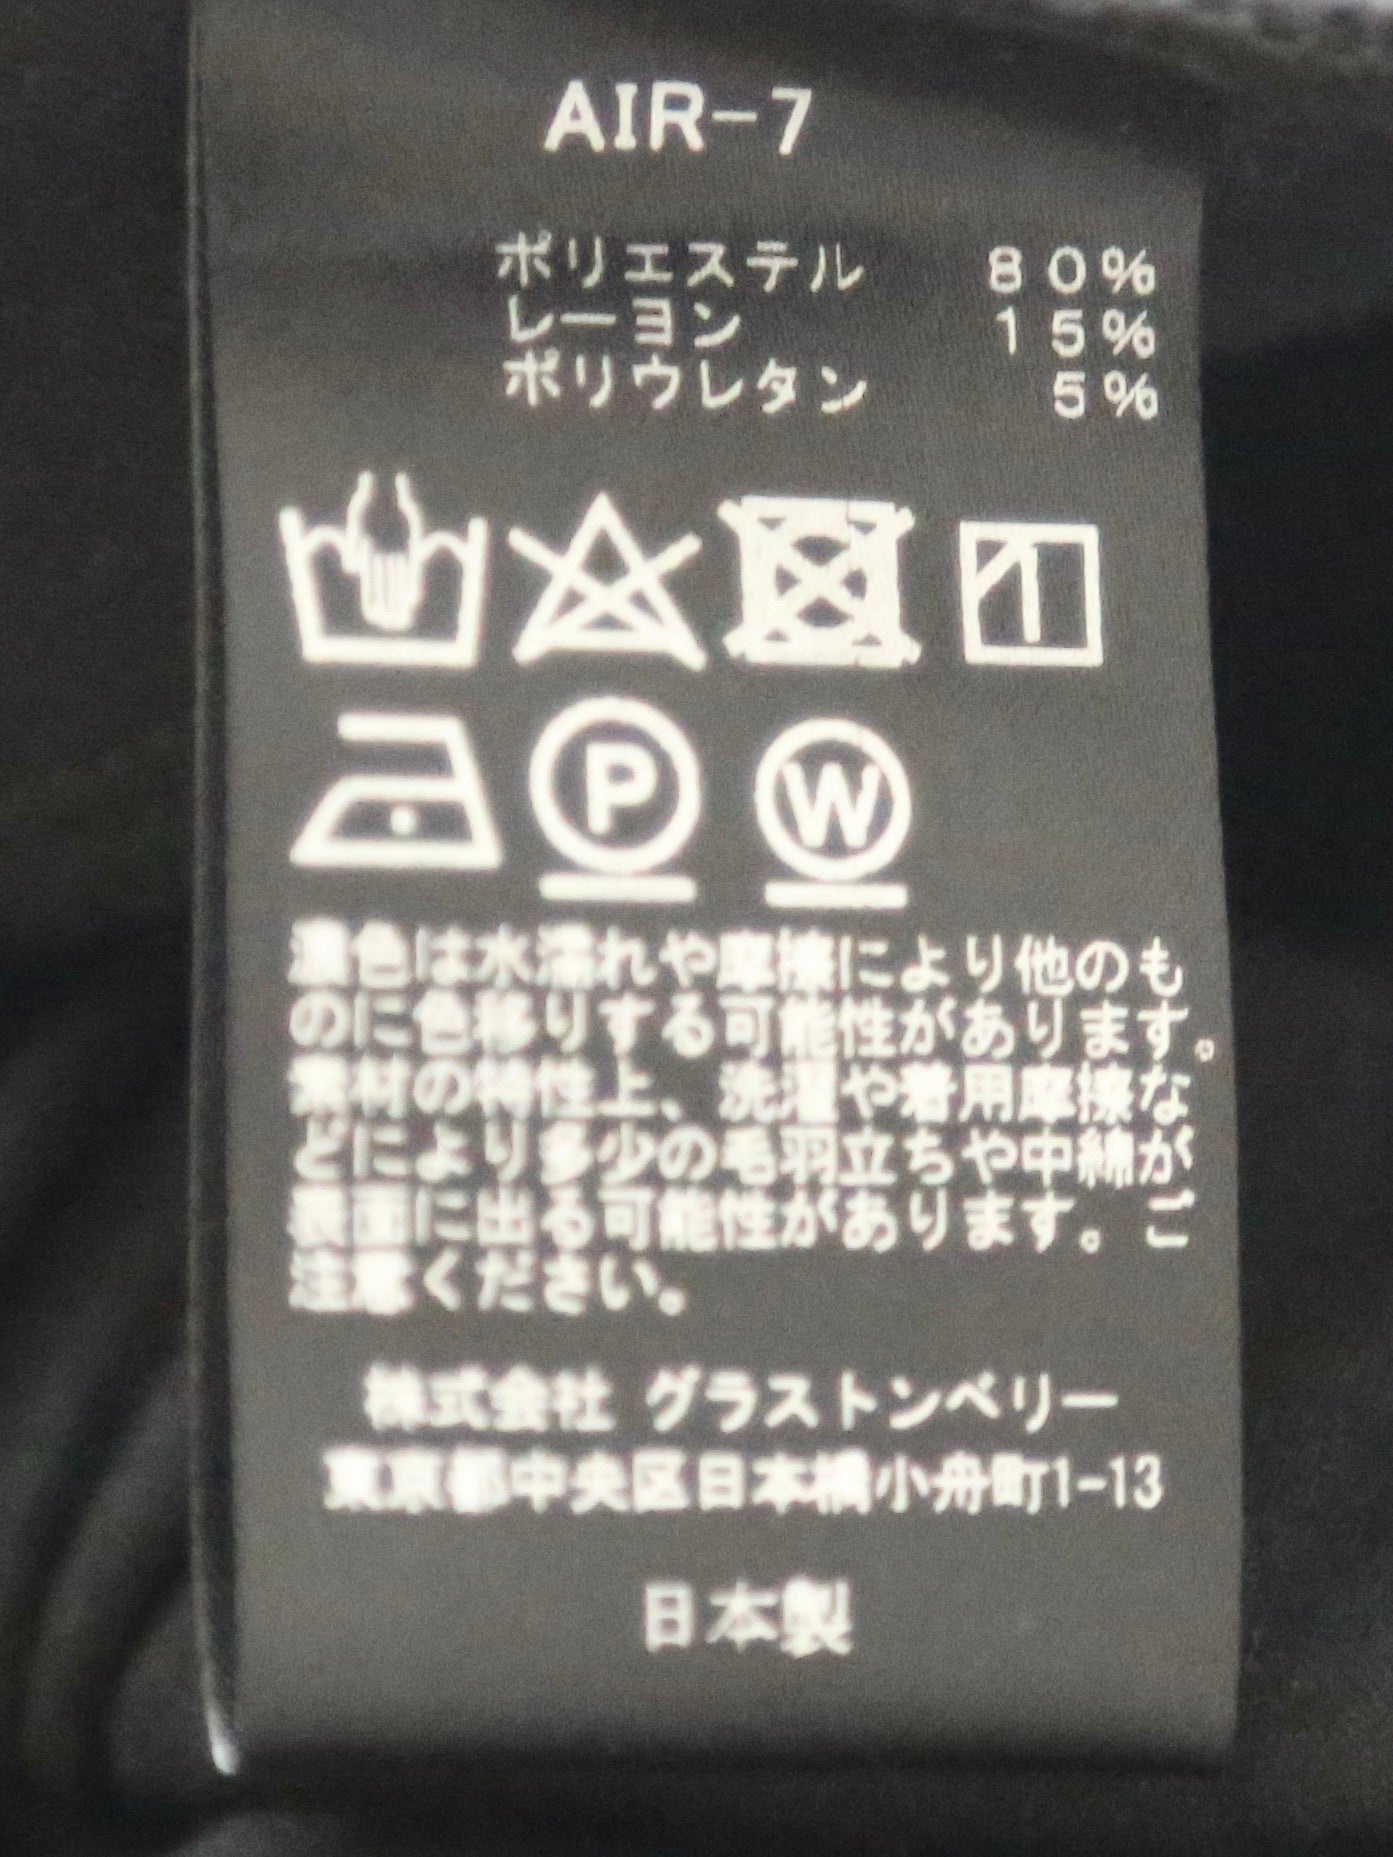 AIR-7
ポリエステル 80%
レーヨン 15%
ポリウレタン 5%
P W
濃色は水濡れや摩擦により他のも
のに色移りする可能性があります。
素材の特性上、洗濯や着用摩擦な
どにより多少の毛羽立ちや中綿が
表面に出る可能性があります。ご
注意ください。
株式会社 グラストンベリー
東京都中央区日本橋小舟町1-13
日本製